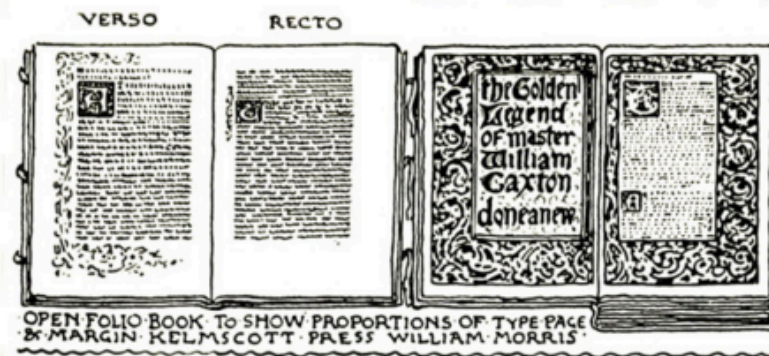 VERSO
RECTO
the Golden
Legend
of master
William
Caxton
done anew.
OPEN FOLIO BOOK TO SHOW PROPORTIONS OF TYPE PAGE
& MARGIN · KELMSCOTT · PRESS WILLIAM · MORRIS ·